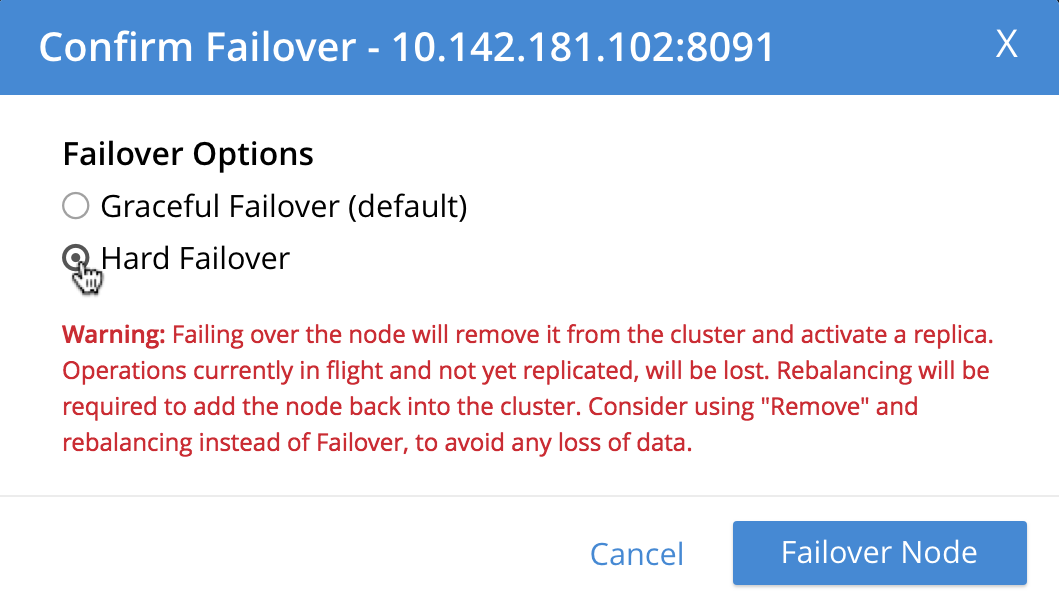 Confirm Failover - 10.142.181.102:8091
X
Failover Options
Graceful Failover (default)
Hard Failover
Warning: Failing over the node will remove it from the cluster and activate a replica.
Operations currently in flight and not yet replicated, will be lost. Rebalancing will be
required to add the node back into the cluster. Consider using "Remove" and
rebalancing instead of Failover, to avoid any loss of data.
Cancel
Failover Node